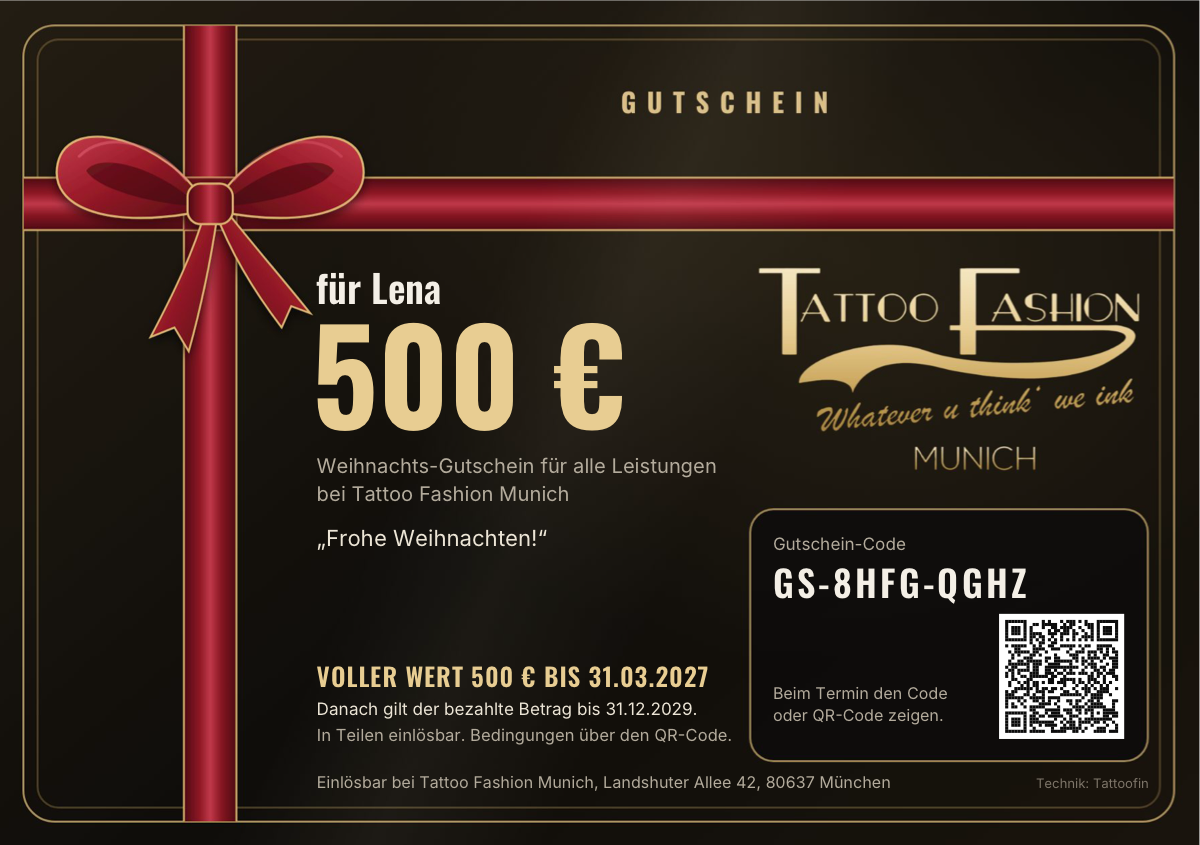 GUTSCHEIN
für Lena
500 €
Weihnachts-Gutschein für alle Leistungen
bei Tattoo Fashion Munich
„Frohe Weihnachten!“
VOLLER WERT 500 € BIS 31.03.2027
Danach gilt der bezahlte Betrag bis 31.12.2029.
In Teilen einlösbar. Bedingungen über den QR-Code.
TATTOO FASHION
Whatever u think' we ink
MUNICH
Gutschein-Code
GS-8HFG-QGHZ
Beim Termin den Code
oder QR-Code zeigen.
Einlösbar bei Tattoo Fashion Munich, Landshuter Allee 42, 80637 München
Technik: Tattoofin